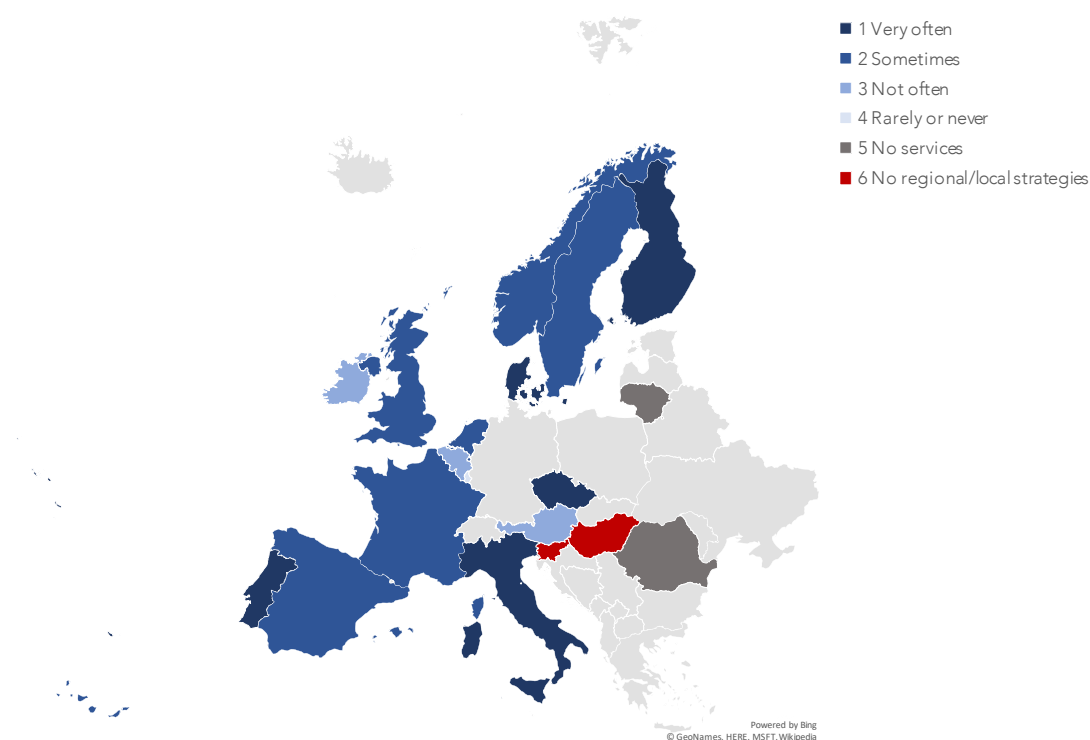 1 Very often
2 Sometimes
3 Not often
4 Rarely or never
5 No services
6 No regional/local strategies
Powered by Bing
© GeoNames, HERE, MSFT, Wikipedia